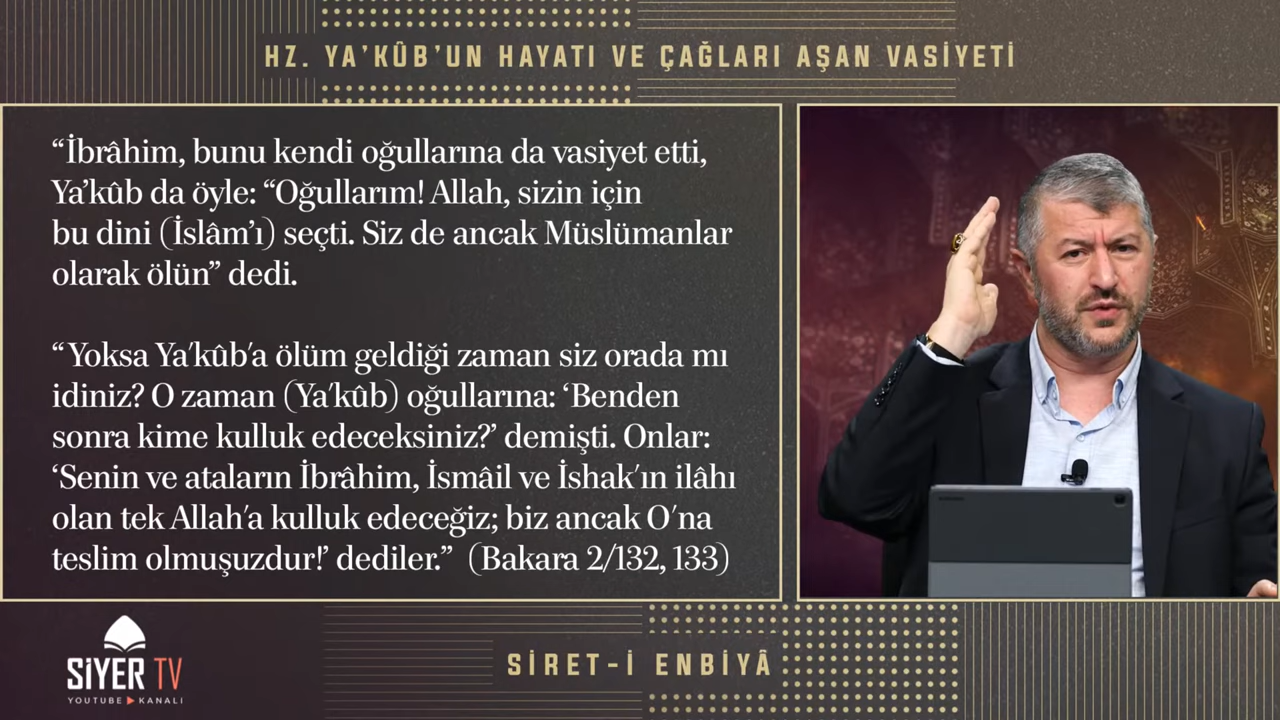 HZ. YA’KÛB’UN HAYATI VE ÇAĞLARI AŞAN VASİYETİ
“İbrâhim, bunu kendi oğullarına da vasiyet etti,
Ya’kûb da öyle: “Oğullarım! Allah, sizin için
bu dini (İslâm’ı) seçti. Siz de ancak Müslümanlar
olarak ölün” dedi.
“Yoksa Ya'kûb'a ölüm geldiği zaman siz orada mı
idiniz? O zaman (Ya'kûb) oğullarına: ‘Benden
sonra kime kulluk edeceksiniz?’ demişti. Onlar:
‘Senin ve ataların İbrâhim, İsmâil ve İshak'ın ilâhı
olan tek Allah'a kulluk edeceğiz; biz ancak O'na
teslim olmuşuzdur!’ dediler.” (Bakara 2/132, 133)
SİYER TV
YOUTUBE KANALI
SİRET-İ ENBİYÂ